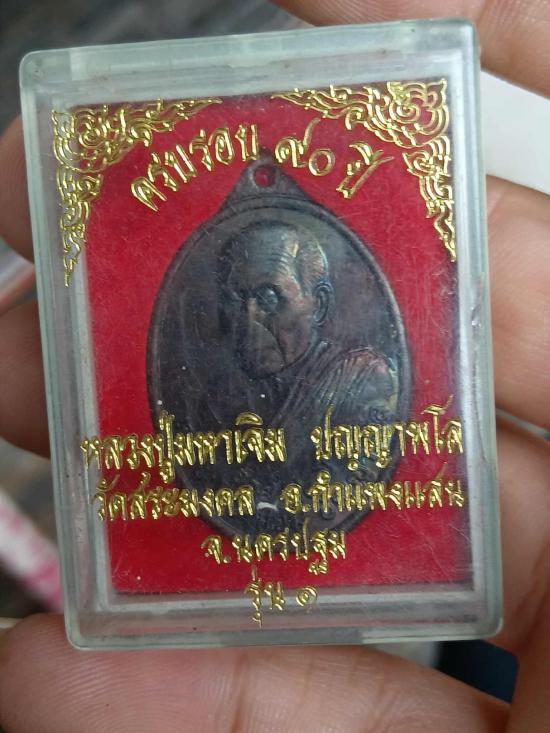 ครบรอบ ๙๐ ปี
หลวงปู่มหาเจิม ปญฺญาพโล
วัดสระมงคล อ.กำแพงแสน
จ.นครปฐม
รุ่น ๑